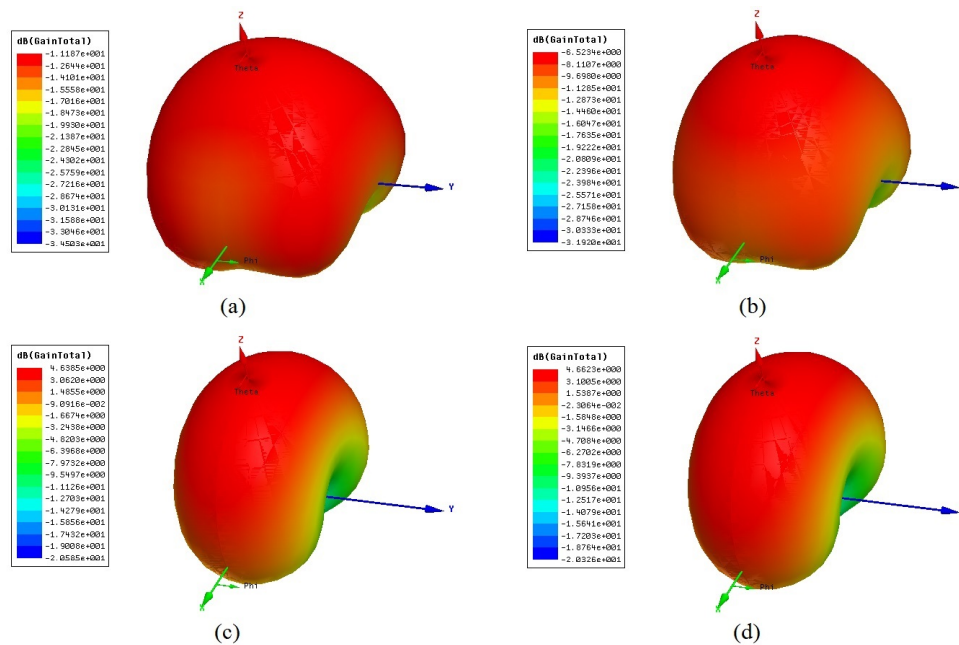 dB(GainTotal)
-1.1187e+001
-1.2644e+001
-1.4101e+001
-1.5558e+001
-1.7016e+001
-1.8473e+001
-1.9930e+001
-2.1387e+001
-2.2845e+001
-2.4302e+001
-2.5759e+001
-2.7216e+001
-2.8674e+001
-3.0131e+001
-3.1588e+001
-3.3046e+001
-3.4503e+001
Z
Theta
Y
Phi
X
(a)
dB(GainTotal)
-6.5234e+000
-8.1107e+000
-9.6980e+000
-1.1285e+001
-1.2873e+001
-1.4460e+001
-1.6047e+001
-1.7635e+001
-1.9222e+001
-2.0809e+001
-2.2396e+001
-2.3984e+001
-2.5571e+001
-2.7158e+001
-2.8746e+001
-3.0333e+001
-3.1920e+001
Z
Theta
Phi
X
(b)
dB(GainTotal)
4.6385e+000
3.0620e+000
1.4855e+000
-9.0916e-002
-1.6674e+000
-3.2438e+000
-4.8203e+000
-6.3968e+000
-7.9732e+000
-9.5497e+000
-1.1126e+001
-1.2703e+001
-1.4279e+001
-1.5856e+001
-1.7432e+001
-1.9008e+001
-2.0585e+001
Z
Theta
Y
Phi
X
(c)
dB(GainTotal)
4.6623e+000
3.1005e+000
1.5387e+000
-2.3064e-002
-1.5848e+000
-3.1466e+000
-4.7084e+000
-6.2702e+000
-7.8319e+000
-9.3937e+000
-1.0956e+001
-1.2517e+001
-1.4079e+001
-1.5641e+001
-1.7203e+001
-1.8764e+001
-2.0326e+001
Z
Theta
Phi
X
(d)